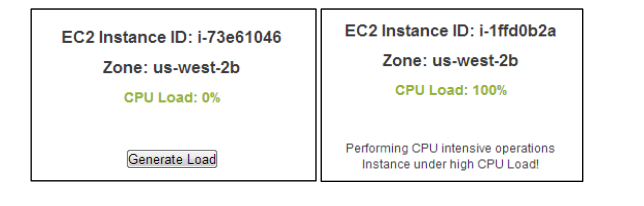 EC2 Instance ID: i-73e61046
Zone: us-west-2b
CPU Load: 0%
Generate Load
EC2 Instance ID: i-1ffd0b2a
Zone: us-west-2b
CPU Load: 100%
Performing CPU intensive operations
Instance under high CPU Load!